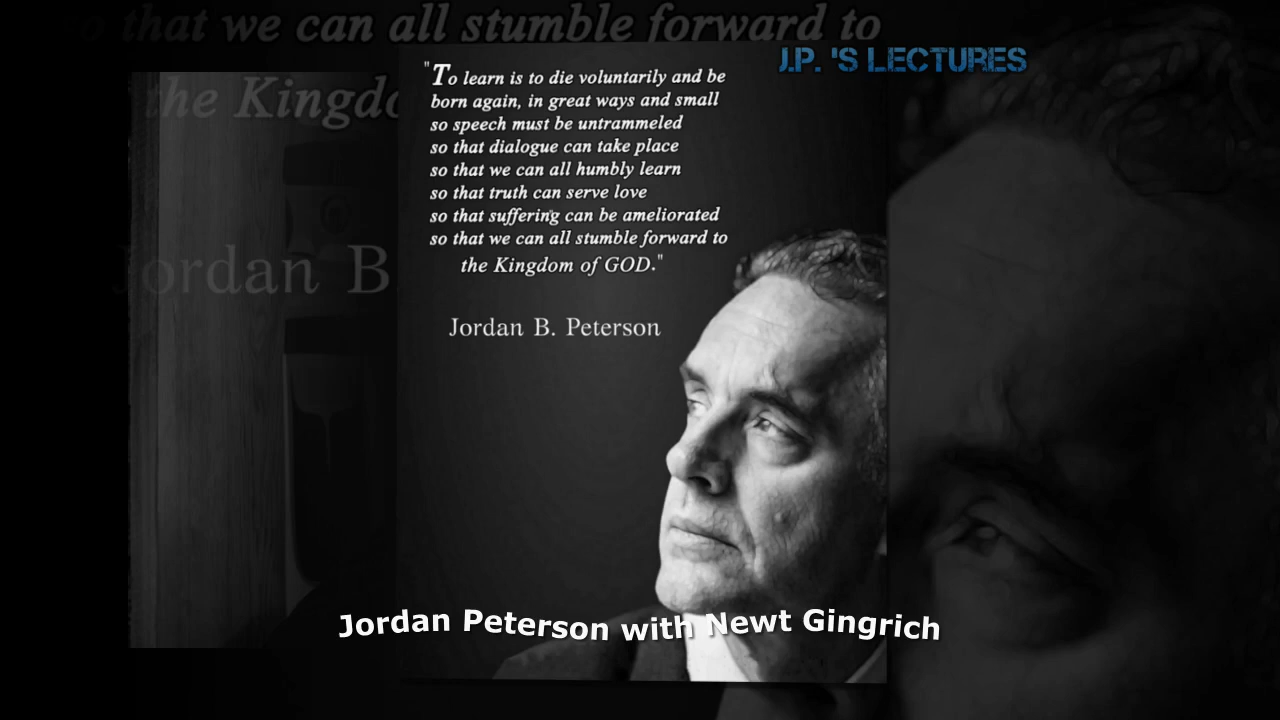 so that we can all stumble forward to
the Kingdo
Jordan B
J.P. 'S LECTURES
"To learn is to die voluntarily and be
born again, in great ways and small
so speech must be untrammeled
so that dialogue can take place
so that we can all humbly learn
so that truth can serve love
so that suffering can be ameliorated
so that we can all stumble forward to
the Kingdom of GOD."
Jordan B. Peterson
Jordan Peterson with Newt Gingrich